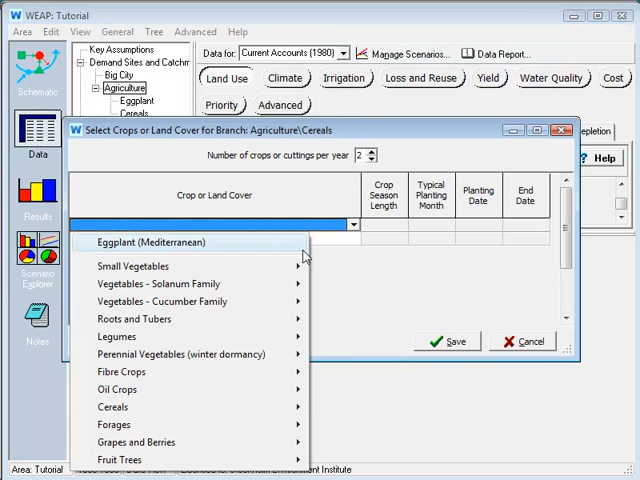 WEAP: Tutorial
Area Edit View General Tree Advanced Help
Schematic
Data
Results
Scenario
Explorer
Notes
Key Assumptions
Demand Sites and Catchm
Big City
Agriculture
Eggplant
Cereals
Data for: Current Accounts (1980) Manage Scenarios... Data Report...
Land Use Climate Irrigation Loss and Reuse Yield Water Quality Cost
Priority Advanced
Select Crops or Land Cover for Branch: Agriculture\Cereals
Number of crops or cuttings per year 2
Help
Crop or Land Cover
Crop
Season
Length
Typical
Planting
Month
Planting
Date
End
Date
Eggplant (Mediterranean)
Small Vegetables
Vegetables - Solanum Family
Vegetables - Cucumber Family
Roots and Tubers
Legumes
Perennial Vegetables (winter dormancy)
Fibre Crops
Oil Crops
Cereals
Forages
Grapes and Berries
Fruit Trees
Save Cancel
Area: Tutorial
Environment Institute